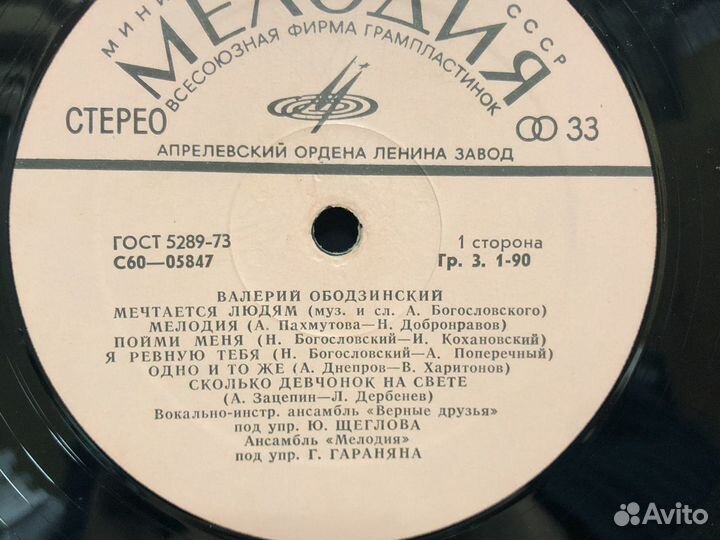 МИНИ СССР
МЕЛОДИЯ
ВСЕСОЮЗНАЯ ФИРМА ГРАМПЛАСТИНОК
СТЕРЕО 33
АПРЕЛЕВСКИЙ ОРДЕНА ЛЕНИНА ЗАВОД
ГОСТ 5289-73 1 сторона
С60—05847 Гр. 3. 1-90
ВАЛЕРИЙ ОБОДЗИНСКИЙ
МЕЧТАЕТСЯ ЛЮДЯМ (муз. и сл. А. Богословского)
МЕЛОДИЯ (А. Пахмутова—Н. Добронравов)
ПОЙМИ МЕНЯ (Н. Богословский—И. Кохановский)
Я РЕВНУЮ ТЕБЯ (Н. Богословский—А. Поперечный)
ОДНО И ТО ЖЕ (А. Днепров—В. Харитонов)
СКОЛЬКО ДЕВЧОНОК НА СВЕТЕ
(А. Зацепин—Л. Дербенев)
Вокально-инстр. ансамбль «Верные друзья»
под упр. Ю. ЩЕГЛОВА
Ансамбль «Мелодия»
под упр. Г. ГАРАНЯНА
Avito